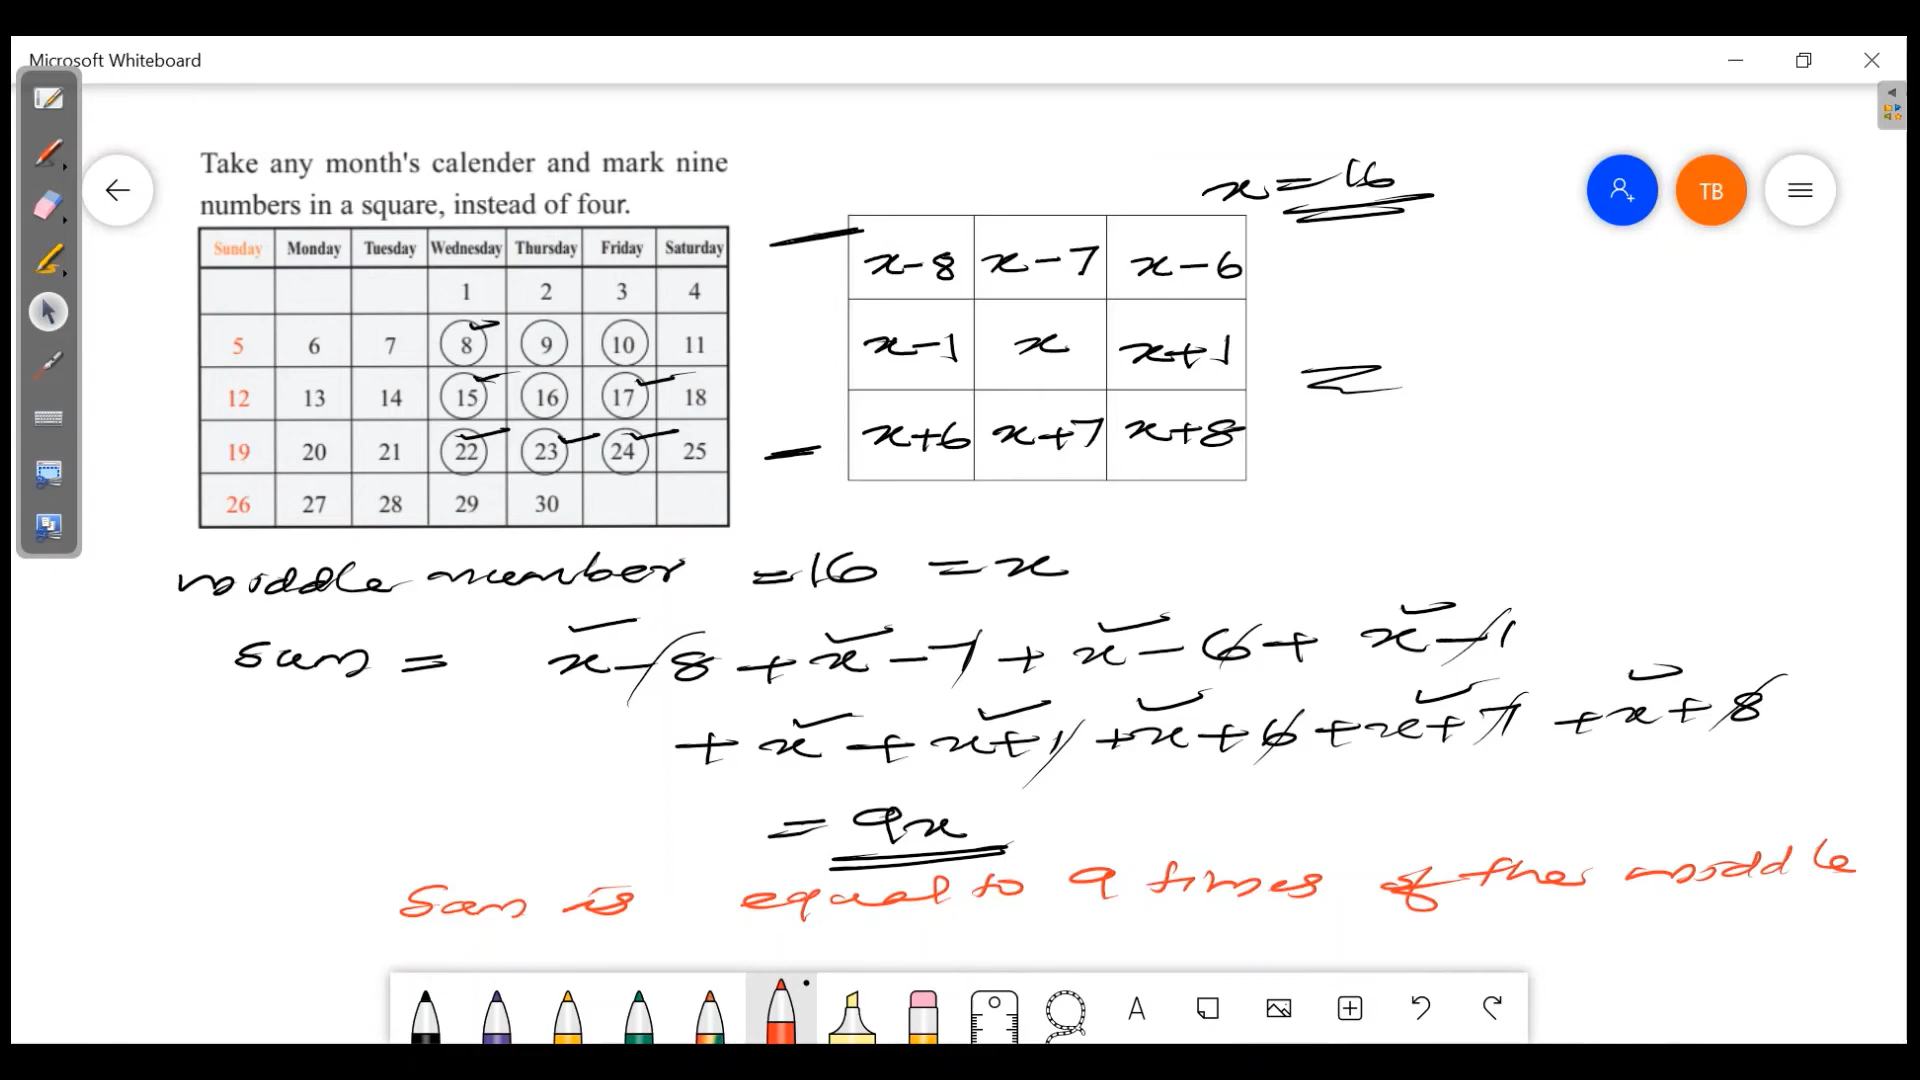 Microsoft Whiteboard
Take any month's calender and mark nine
numbers in a square, instead of four.
Sunday Monday Tuesday Wednesday Thursday Friday Saturday
1 2 3 4
5 6 7 8 9 10 11
12 13 14 15 16 17 18
19 20 21 22 23 24 25
26 27 28 29 30
x = 16
x-8 x-7 x-6
x-1 x x+1
x+6 x+7 x+8
=
TB
middle number = 16 = x
Sum = x-8 + x-7 + x-6 + x-1
+ x + x+1 + x+6 + x+7 + x+8
= 9x
Sum is equal to 9 times of the middle
A